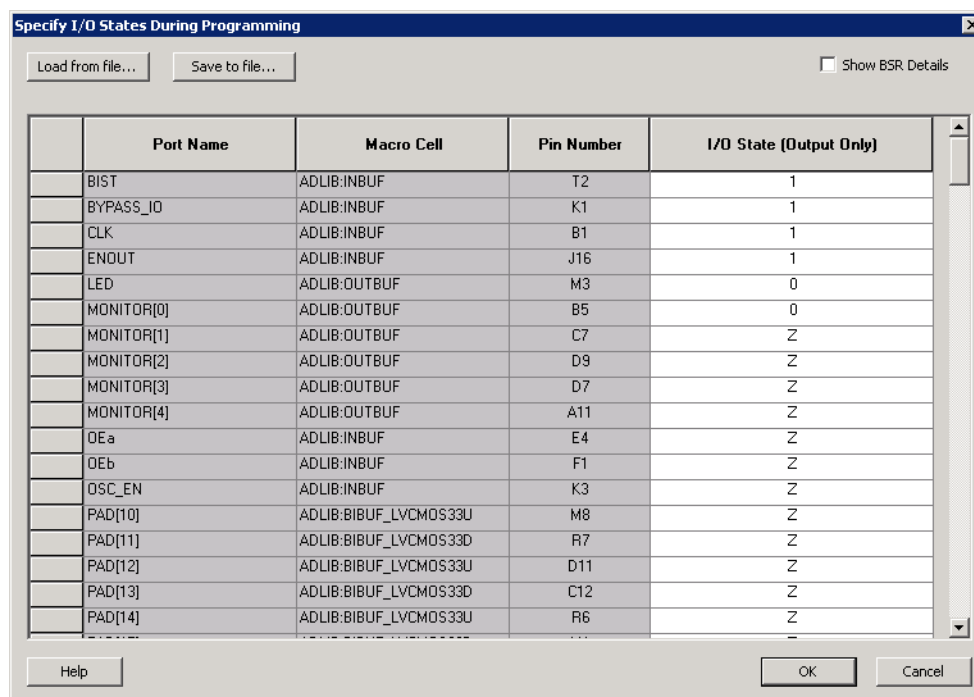 Specify I/O States During Programming
Load from file... Save to file... Show BSR Details
Port Name Macro Cell Pin Number I/O State (Output Only)
BIST ADLIB:INBUF T2 1
BYPASS_IO ADLIB:INBUF K1 1
CLK ADLIB:INBUF B1 1
ENOUT ADLIB:INBUF J16 1
LED ADLIB:OUTBUF M3 0
MONITOR[0] ADLIB:OUTBUF B5 0
MONITOR[1] ADLIB:OUTBUF C7 Z
MONITOR[2] ADLIB:OUTBUF D9 Z
MONITOR[3] ADLIB:OUTBUF D7 Z
MONITOR[4] ADLIB:OUTBUF A11 Z
OEa ADLIB:INBUF E4 Z
OEb ADLIB:INBUF F1 Z
OSC_EN ADLIB:INBUF K3 Z
PAD[10] ADLIB:BIBUF_LVCMOS33U M8 Z
PAD[11] ADLIB:BIBUF_LVCMOS33D R7 Z
PAD[12] ADLIB:BIBUF_LVCMOS33U D11 Z
PAD[13] ADLIB:BIBUF_LVCMOS33D C12 Z
PAD[14] ADLIB:BIBUF_LVCMOS33U R6 Z
Help OK Cancel